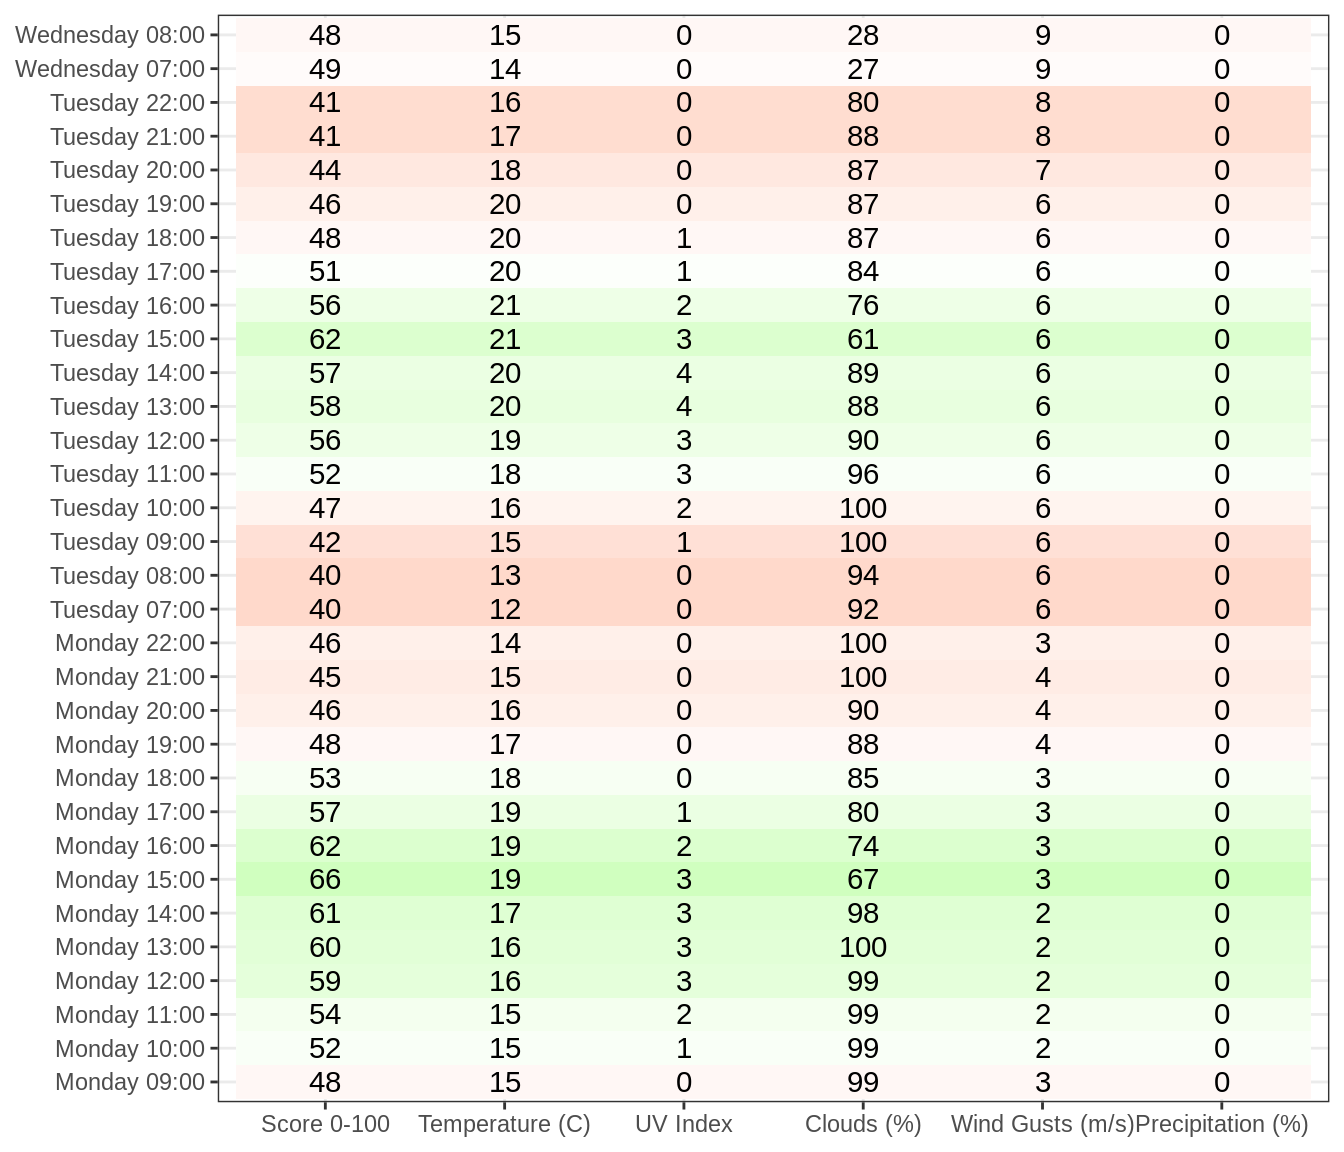 Wednesday 08:00 48 15 0 28 9 0
Wednesday 07:00 49 14 0 27 9 0
Tuesday 22:00 41 16 0 80 8 0
Tuesday 21:00 41 17 0 88 8 0
Tuesday 20:00 44 18 0 87 7 0
Tuesday 19:00 46 20 0 87 6 0
Tuesday 18:00 48 20 1 87 6 0
Tuesday 17:00 51 20 1 84 6 0
Tuesday 16:00 56 21 2 76 6 0
Tuesday 15:00 62 21 3 61 6 0
Tuesday 14:00 57 20 4 89 6 0
Tuesday 13:00 58 20 4 88 6 0
Tuesday 12:00 56 19 3 90 6 0
Tuesday 11:00 52 18 3 96 6 0
Tuesday 10:00 47 16 2 100 6 0
Tuesday 09:00 42 15 1 100 6 0
Tuesday 08:00 40 13 0 94 6 0
Tuesday 07:00 40 12 0 92 6 0
Monday 22:00 46 14 0 100 3 0
Monday 21:00 45 15 0 100 4 0
Monday 20:00 46 16 0 90 4 0
Monday 19:00 48 17 0 88 4 0
Monday 18:00 53 18 0 85 3 0
Monday 17:00 57 19 1 80 3 0
Monday 16:00 62 19 2 74 3 0
Monday 15:00 66 19 3 67 3 0
Monday 14:00 61 17 3 98 2 0
Monday 13:00 60 16 3 100 2 0
Monday 12:00 59 16 3 99 2 0
Monday 11:00 54 15 2 99 2 0
Monday 10:00 52 15 1 99 2 0
Monday 09:00 48 15 0 99 3 0
Score 0-100 Temperature (C) UV Index Clouds (%) Wind Gusts (m/s) Precipitation (%)